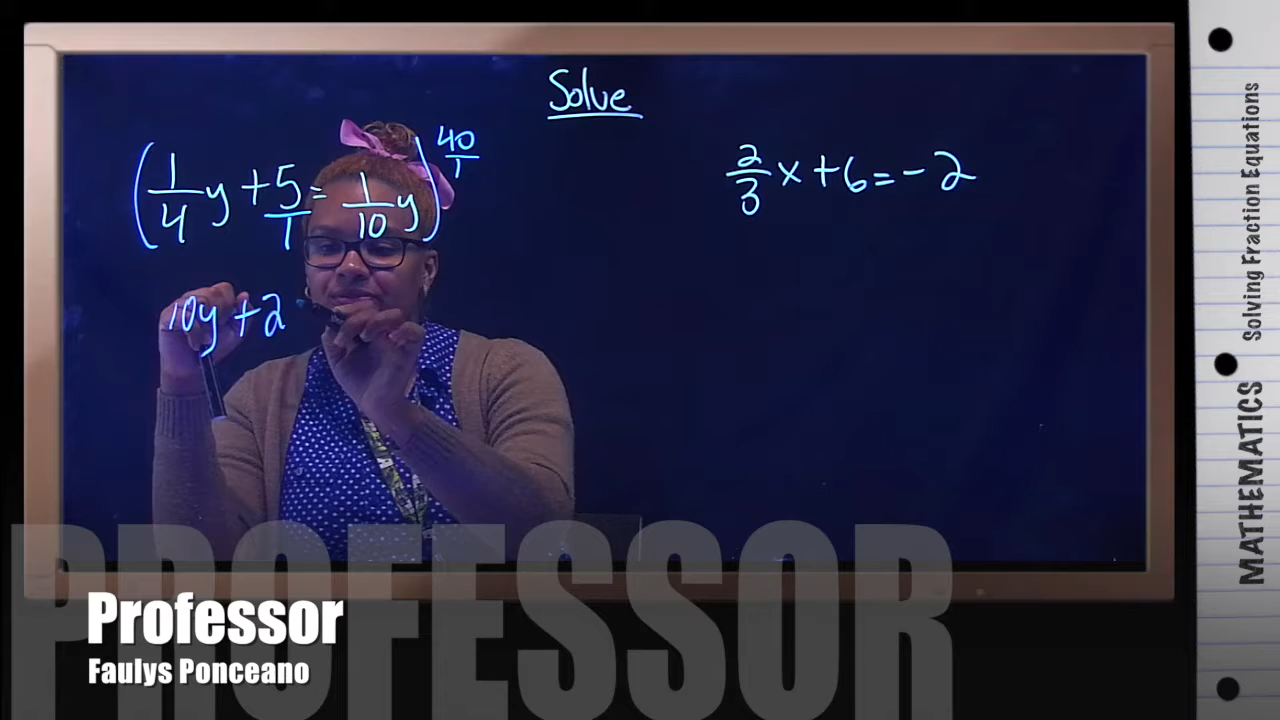 Solve
(1/4 y + 5/1 = 1/10 y) 40/1
10y + 2
2/3 x + 6 = - 2
Solving Fraction Equations
MATHEMATICS
PROFESSOR
Professor
Faulys Ponceano